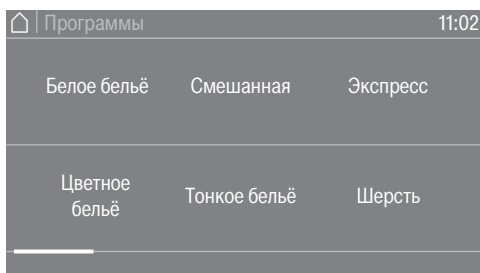 Программы 11:02
Белое бельё Смешанная Экспресс
Цветное
бельё Тонкое бельё Шерсть